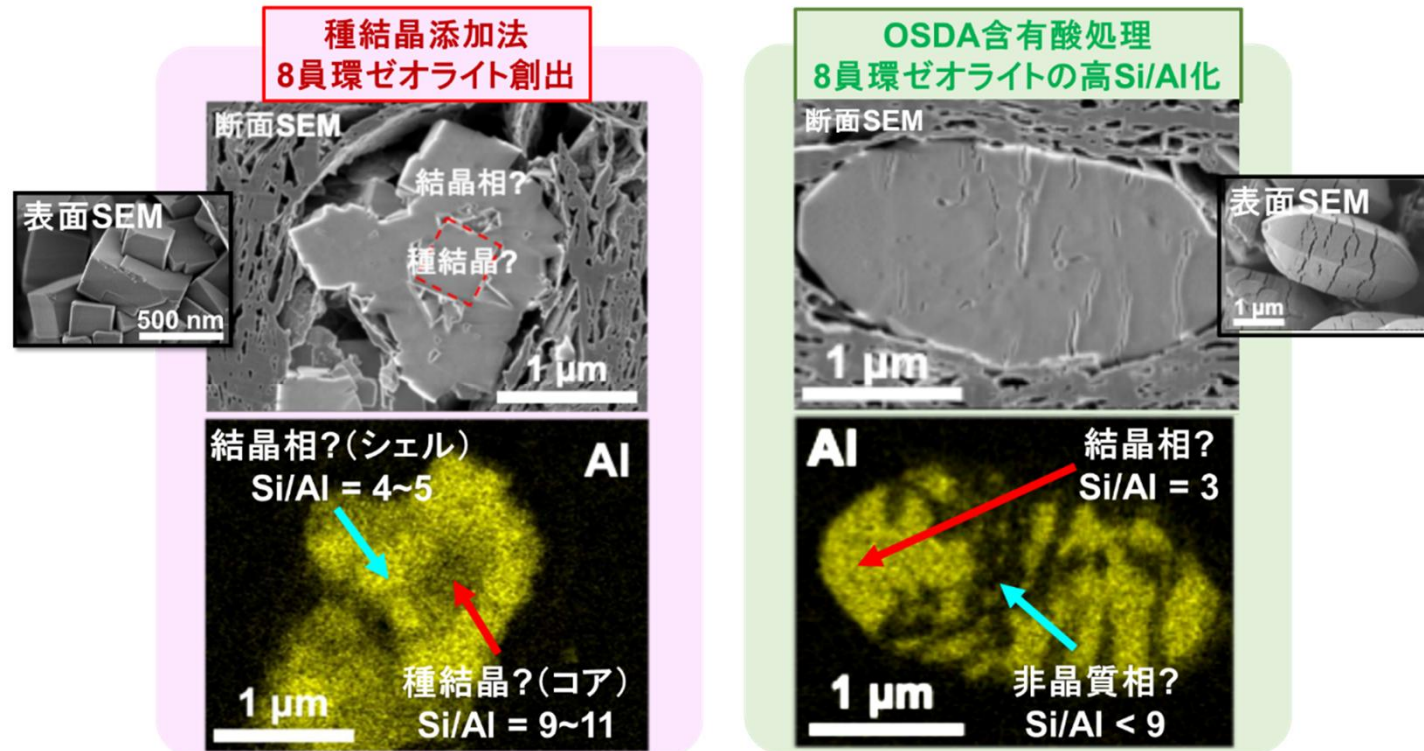 種結晶添加法
8員環ゼオライト創出
断面SEM
結晶相?
種結晶?
1 μm
表面SEM
500 nm
結晶相?(シェル)
Si/Al = 4~5
Al
種結晶?(コア)
Si/Al = 9~11
1 μm
OSDA含有酸処理
8員環ゼオライトの高Si/Al化
断面SEM
1 μm
表面SEM
1 μm
Al
結晶相?
Si/Al = 3
非晶質相?
Si/Al < 9
1 μm